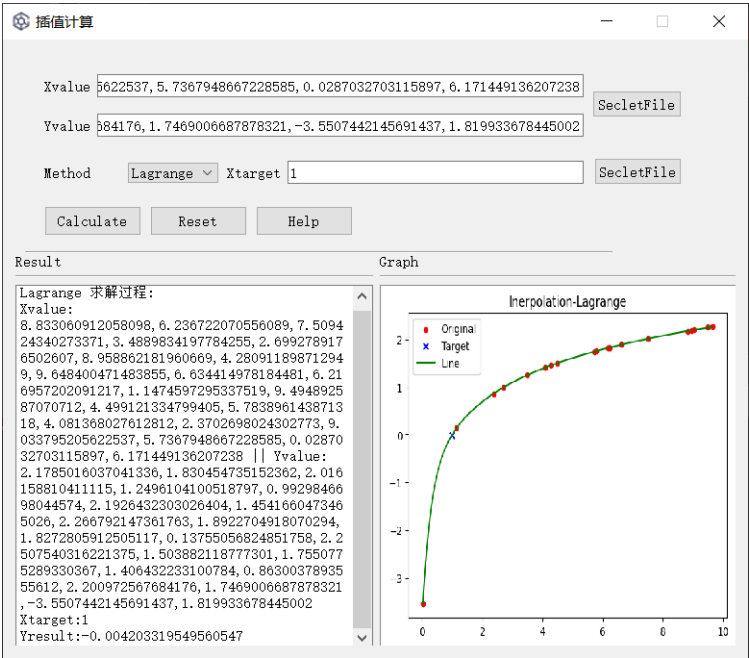 插值计算
Xvalue 5622537,5.7367948667228585,0.0287032703115897,6.171449136207238
SecletFile
Yvalue 684176,1.7469006687878321,-3.5507442145691437,1.819933678445002
Method Lagrange Xtarget 1 SecletFile
Calculate Reset Help
Result
Graph
Lagrange 求解过程:
Xvalue:
8.833060912058098,6.236722070556089,7.5094
24340273371,3.4889834197784255,2.699278917
6502607,8.958862181960669,4.28091189871294
9,9.648400471483855,6.634414978184481,6.21
6957202091217,1.1474597295337519,9.4948925
87070712,4.499121334799405,5.7838961438713
18,4.081368027612812,2.3702698024302773,9.
033795205622537,5.7367948667228585,0.02870
32703115897,6.171449136207238 || Yvalue:
2.1785016037041336,1.830454735152362,2.016
158810411115,1.2496104100518797,0.99298466
98044574,2.1926432303026404,1.454166047346
5026,2.266792147361763,1.8922704918070294,
1.8272805912505117,0.13755056824851758,2.2
507540316221375,1.503882118777301,1.755077
5289330367,1.406432233100784,0.86300378935
55612,2.200972567684176,1.7469006687878321
,-3.5507442145691437,1.819933678445002
Xtarget:1
Yresult:-0.004203319549560547
Inerpolation-Lagrange
Original
Target
Line
2
1
0
-1
-2
-3
0 2 4 6 8 10